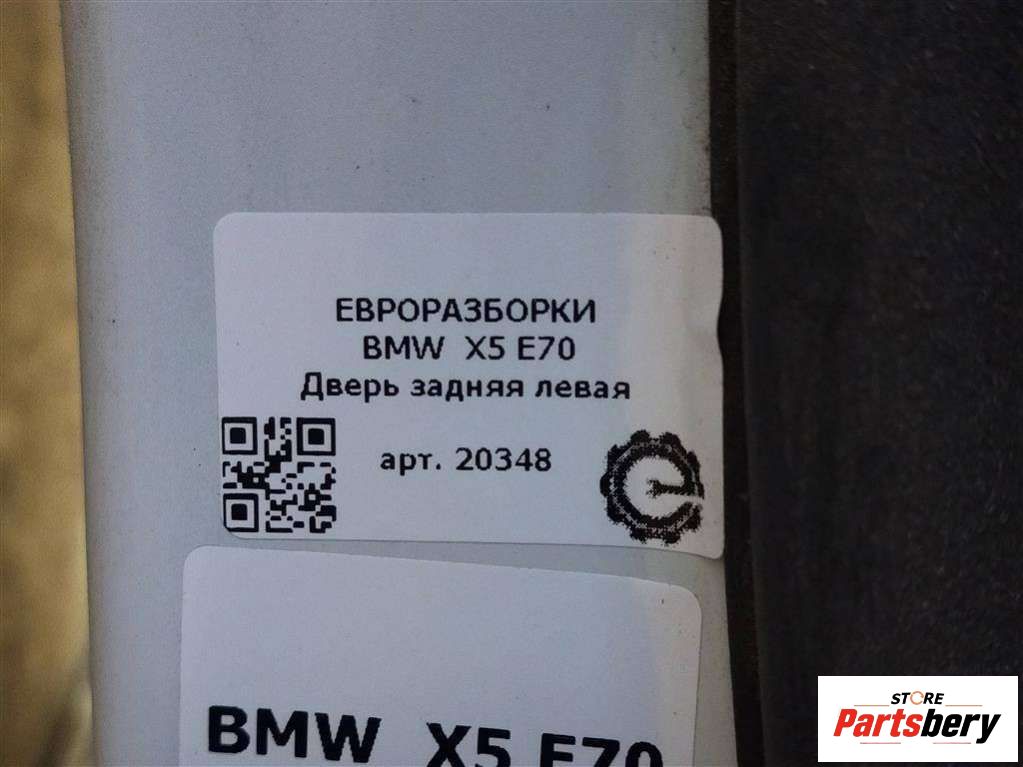 ЕВРОРАЗБОРКИ
BMW X5 E70
Дверь задняя левая
арт. 20348
BMW X5 E70
STORE
Partsbery